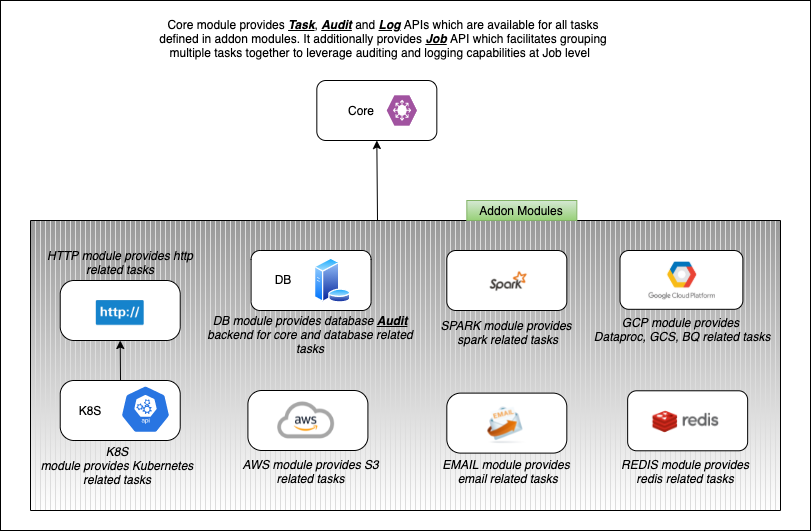 Core module provides Task, Audit and Log APIs which are available for all tasks
defined in addon modules. It additionally provides Job API which facilitates grouping
multiple tasks together to leverage auditing and logging capabilities at Job level
Core
Addon Modules
HTTP module provides http
related tasks
http://
DB
DB module provides database Audit
backend for core and database related
tasks
Spark
SPARK module provides
spark related tasks
Google Cloud Platform
GCP module provides
Dataproc, GCS, BQ related tasks
K8S
api
K8S
module provides Kubernetes
related tasks
aws
AWS module provides S3
related tasks
EMAIL
EMAIL module provides
email related tasks
redis
REDIS module provides
redis related tasks